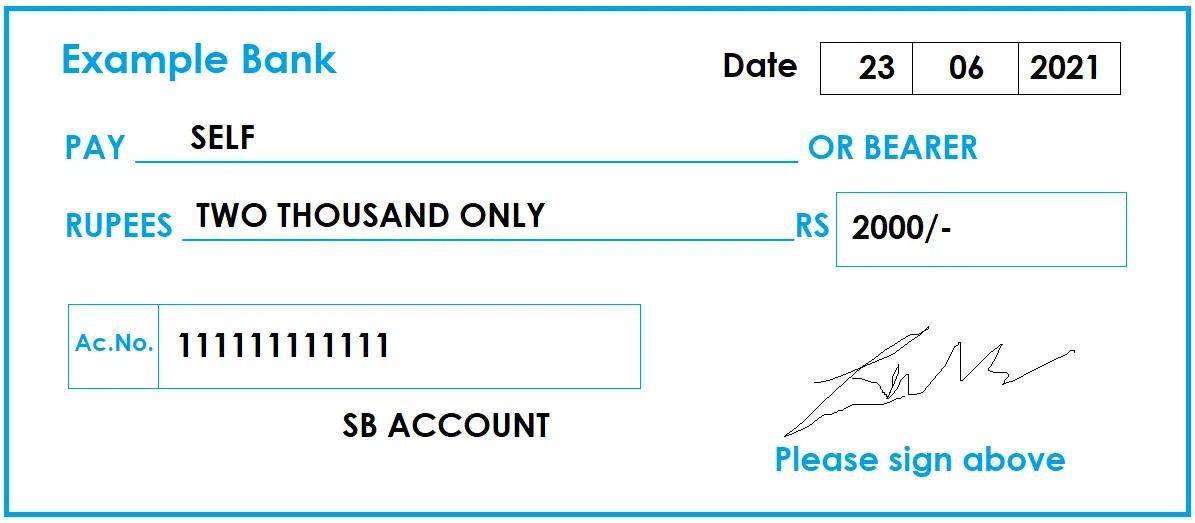 Example Bank Date 23 06 2021
PAY SELF OR BEARER
RUPEES TWO THOUSAND ONLY RS 2000/-
Ac.No. 111111111111
SB ACCOUNT
Please sign above